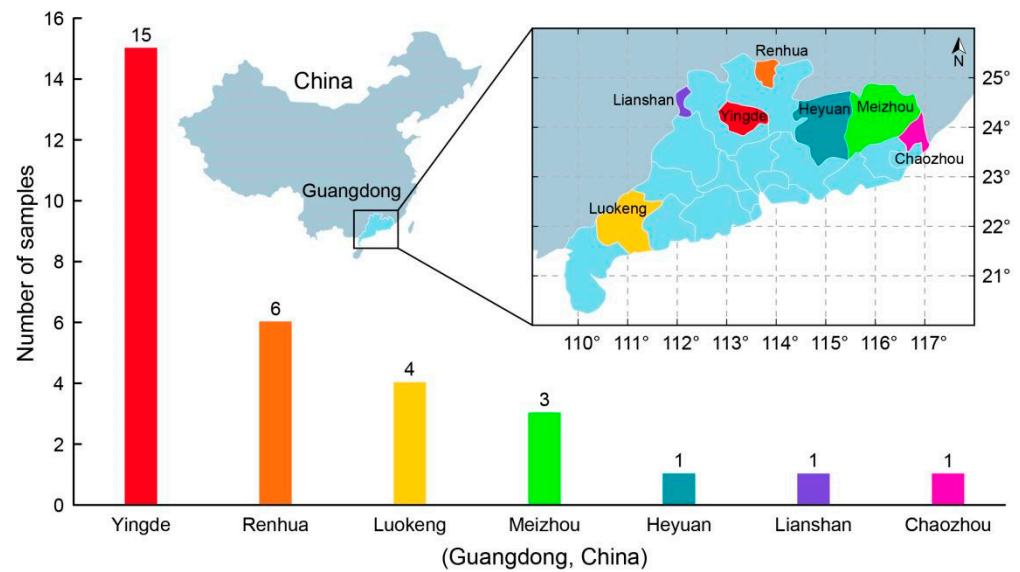 Number of samples
16
14
12
10
8
6
4
2
0
15
6
4
3
1
1
1
Yingde
Renhua
Luokeng
Meizhou
Heyuan
Lianshan
Chaozhou
(Guangdong, China)
China
Guangdong
Renhua
Lianshan
Yingde
Heyuan
Meizhou
Chaozhou
Luokeng
N
25°
24°
23°
22°
21°
110° 111° 112° 113° 114° 115° 116° 117°